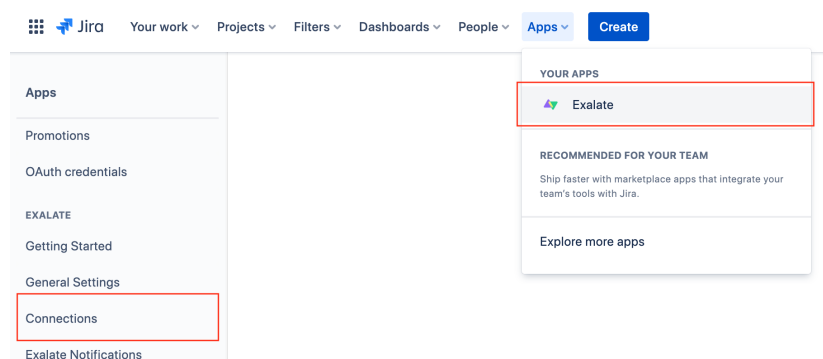 Jira Your work Projects Filters Dashboards People Apps Create
Apps
Promotions
OAuth credentials
EXALATE
Getting Started
General Settings
Connections
Exalate Notifications
YOUR APPS
Exalate
RECOMMENDED FOR YOUR TEAM
Ship faster with marketplace apps that integrate your
team's tools with Jira.
Explore more apps